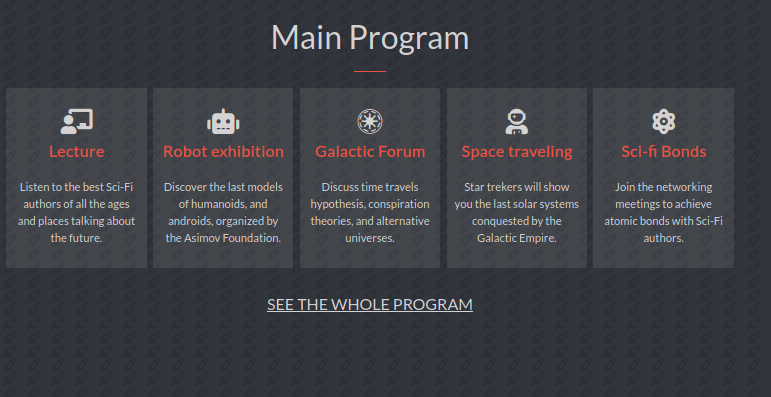 Main Program
Lecture
Listen to the best Sci-Fi
authors of all the ages
and places talking about
the future.
Robot exhibition
Discover the last models
of humanoids, and
androids, organized by
the Asimov Foundation.
Galactic Forum
Discuss time travels
hypothesis, conspiration
theories, and alternative
universes.
Space traveling
Star trekers will show
you the last solar systems
conquested by the
Galactic Empire.
Sci-fi Bonds
Join the networking
meetings to achieve
atomic bonds with Sci-Fi
authors.
SEE THE WHOLE PROGRAM